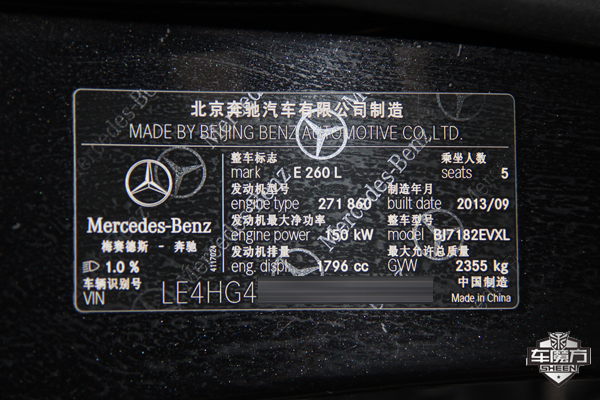 北京奔驰汽车有限公司制造
MADE BY BEIJING BENZ AUTOMOTIVE CO., LTD.
整车标志 乘坐人数
mark E 260 L seats 5
发动机型号 制造年月
engine type 271 860 built date 2013/09
发动机最大净功率 整车型号
engine power 150 kW model BJ7182EVXL
发动机排量 最大允许总质量
eng. displ. 1796 cc GVW 2355 kg
Mercedes-Benz
梅赛德斯 - 奔驰
1.0 %
车辆识别号 中国制造
VIN LE4HG4 Made in China
车魔方
SHEEN